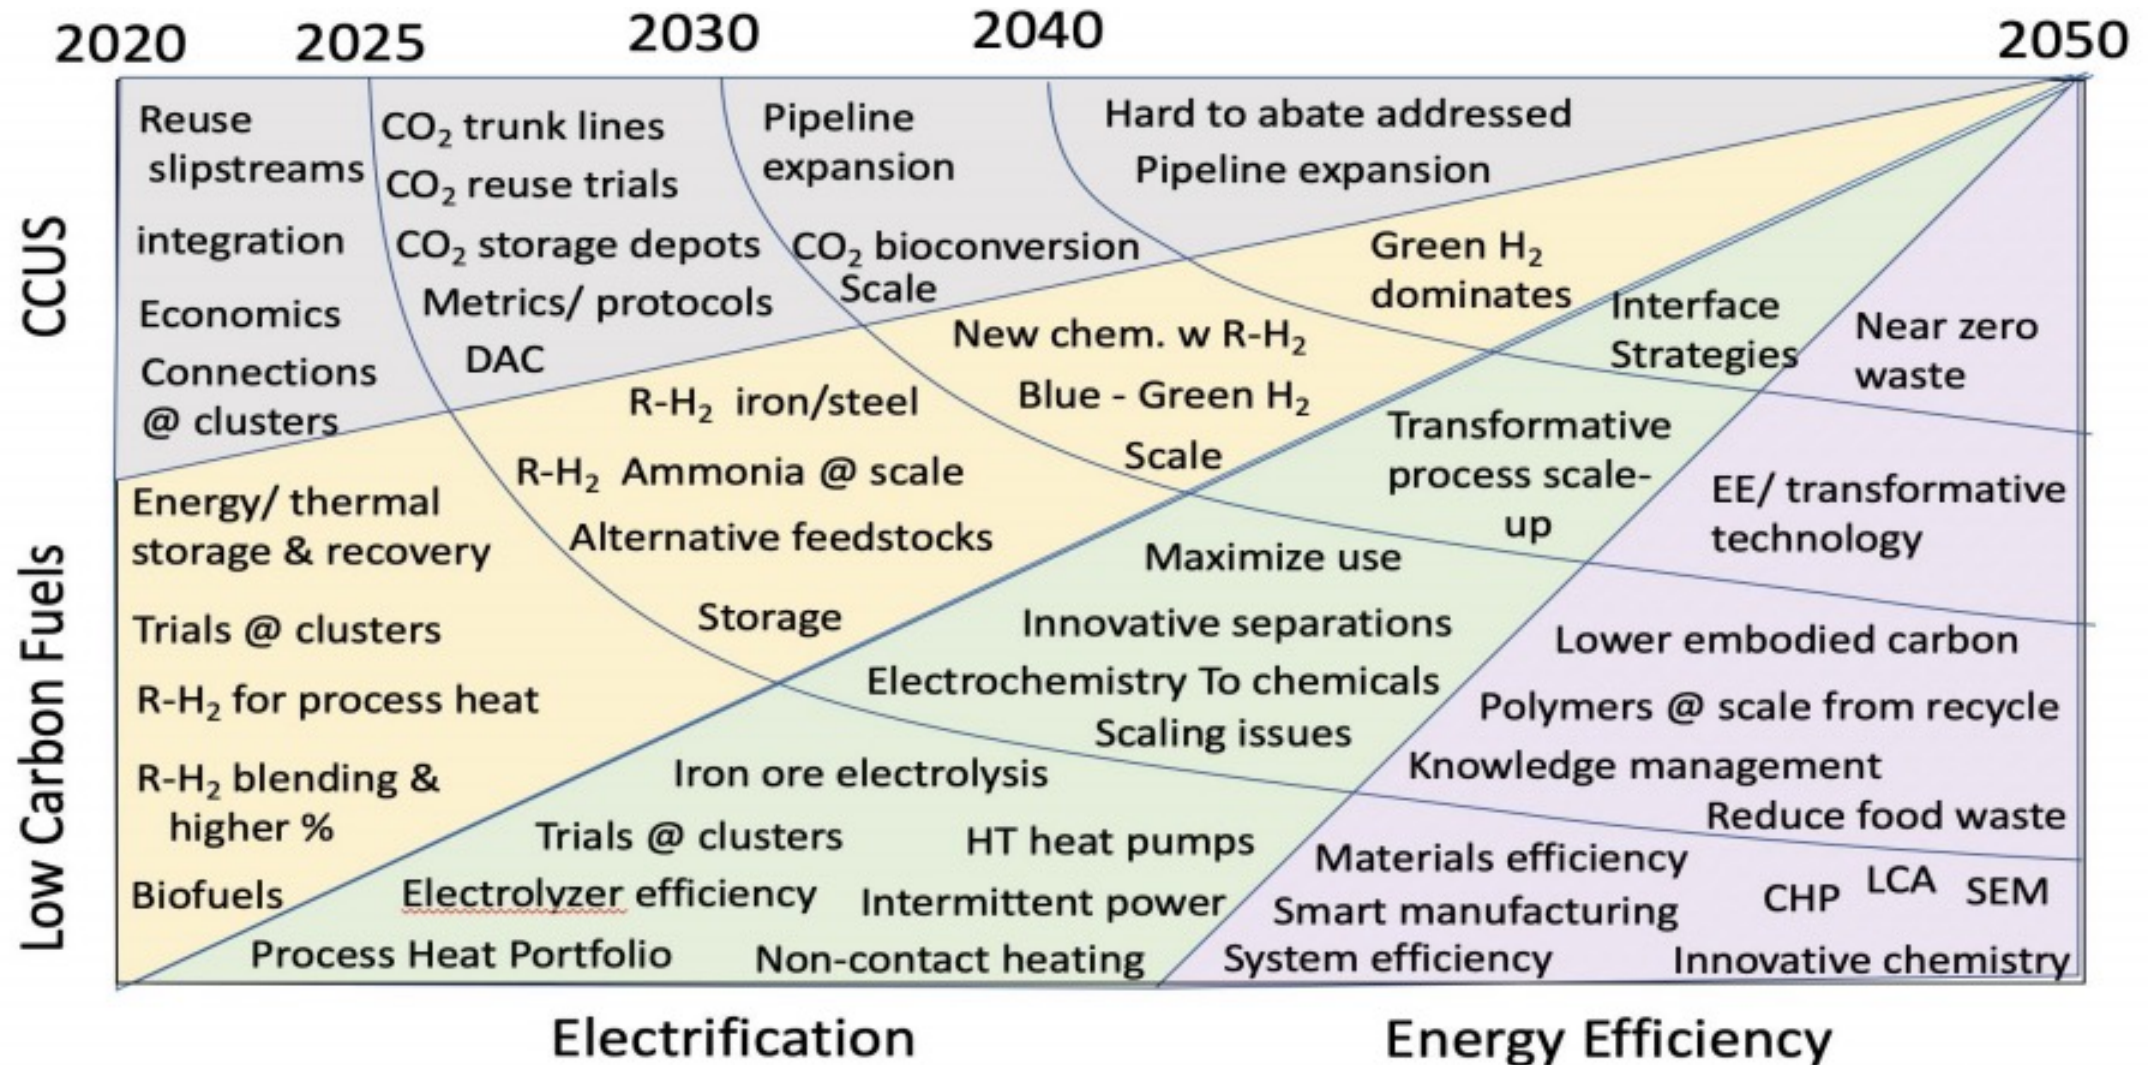 2020 2025 2030 2040 2050
CCUS
Reuse
slipstreams
integration
Economics
Connections
@ clusters
CO₂ trunk lines
CO₂ reuse trials
CO₂ storage depots
Metrics/ protocols
DAC
Pipeline
expansion
CO₂ bioconversion
Scale
Hard to abate addressed
Pipeline expansion
Low Carbon Fuels
Energy/ thermal
storage & recovery
Trials @ clusters
R-H₂ for process heat
R-H₂ blending &
higher %
Biofuels
R-H₂ iron/steel
R-H₂ Ammonia @ scale
Alternative feedstocks
Storage
New chem. w R-H₂
Blue - Green H₂
Scale
Green H₂
dominates
Iron ore electrolysis
Trials @ clusters
HT heat pumps
Electrolyzer efficiency
Intermittent power
Process Heat Portfolio
Non-contact heating
Maximize use
Innovative separations
Electrochemistry To chemicals
Scaling issues
Transformative
process scale-
up
Interface
Strategies
Electrification
Near zero
waste
EE/ transformative
technology
Lower embodied carbon
Polymers @ scale from recycle
Knowledge management
Reduce food waste
Materials efficiency
CHP LCA SEM
Smart manufacturing
System efficiency
Innovative chemistry
Energy Efficiency